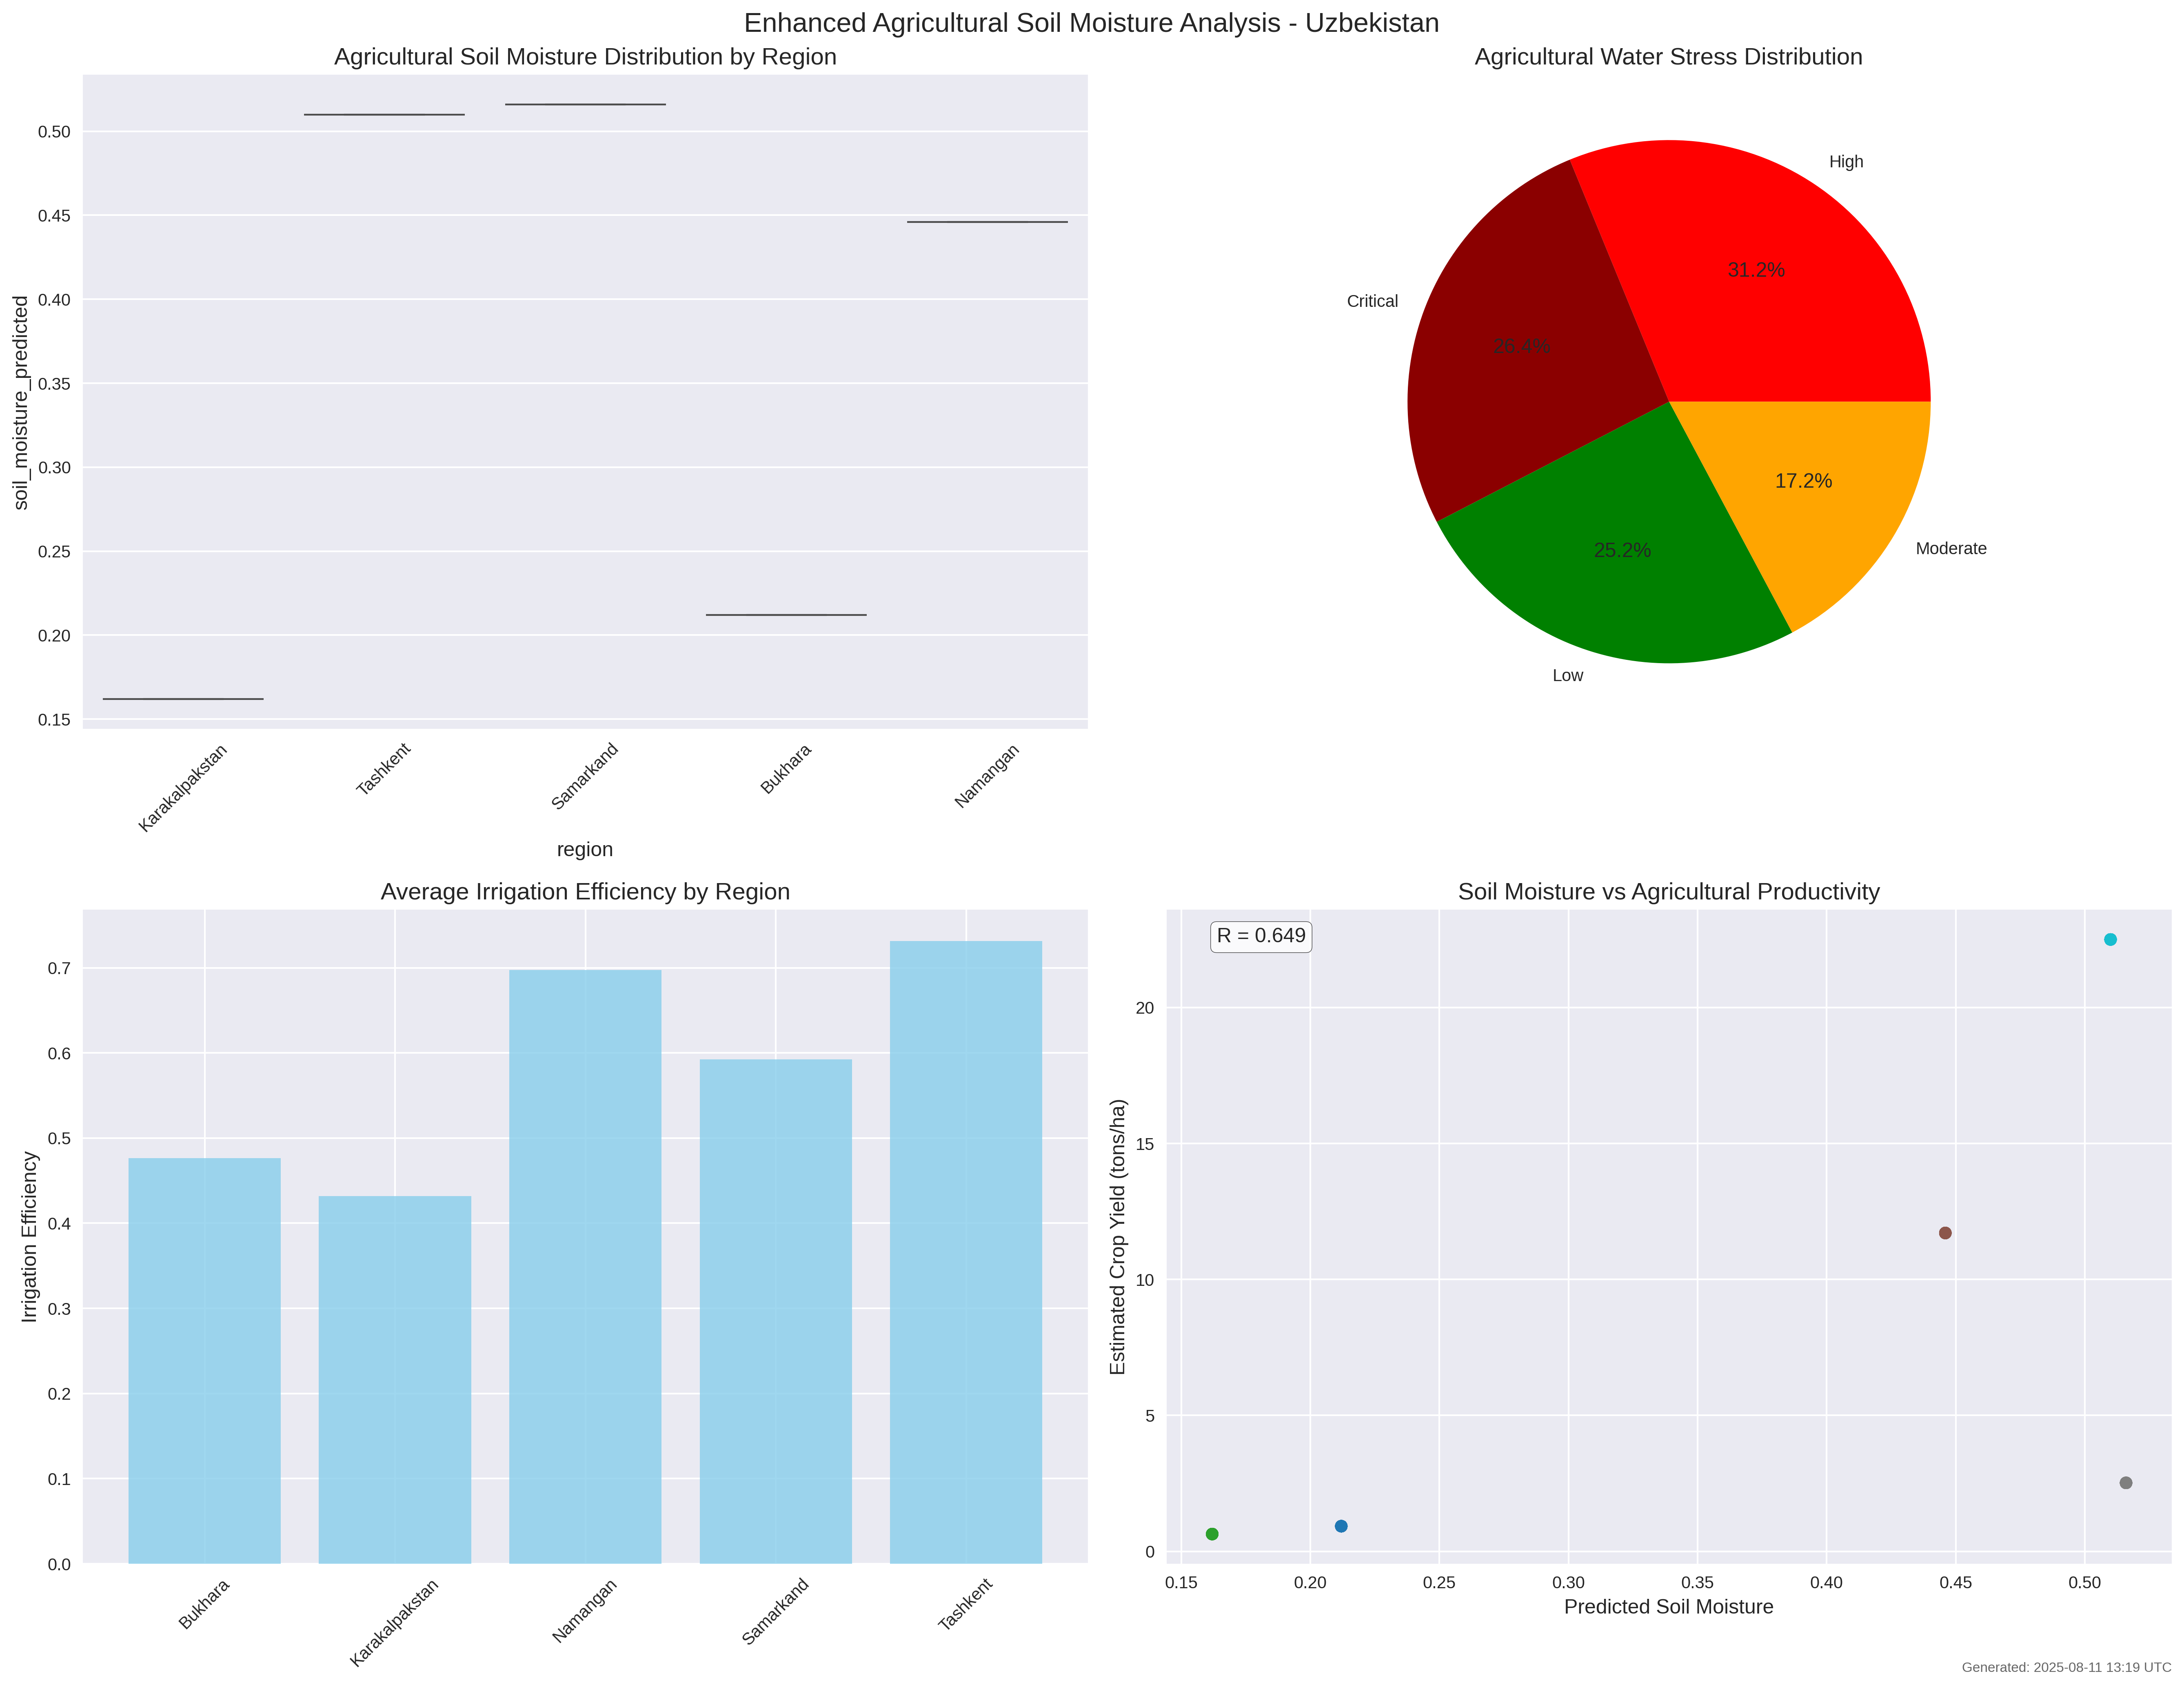 Enhanced Agricultural Soil Moisture Analysis - Uzbekistan
Agricultural Soil Moisture Distribution by Region
soil_moisture_predicted
0.50
0.45
0.40
0.35
0.30
0.25
0.20
0.15
Karakalpakstan
Tashkent
Samarkand
Bukhara
Namangan
region
Agricultural Water Stress Distribution
High
31.2%
Critical
26.4%
Low
25.2%
Moderate
17.2%
Average Irrigation Efficiency by Region
Irrigation Efficiency
0.7
0.6
0.5
0.4
0.3
0.2
0.1
0.0
Bukhara
Karakalpakstan
Namangan
Samarkand
Tashkent
Soil Moisture vs Agricultural Productivity
R = 0.649
Estimated Crop Yield (tons/ha)
20
15
10
5
0
0.15
0.20
0.25
0.30
0.35
0.40
0.45
0.50
Predicted Soil Moisture
Generated: 2025-08-11 13:19 UTC